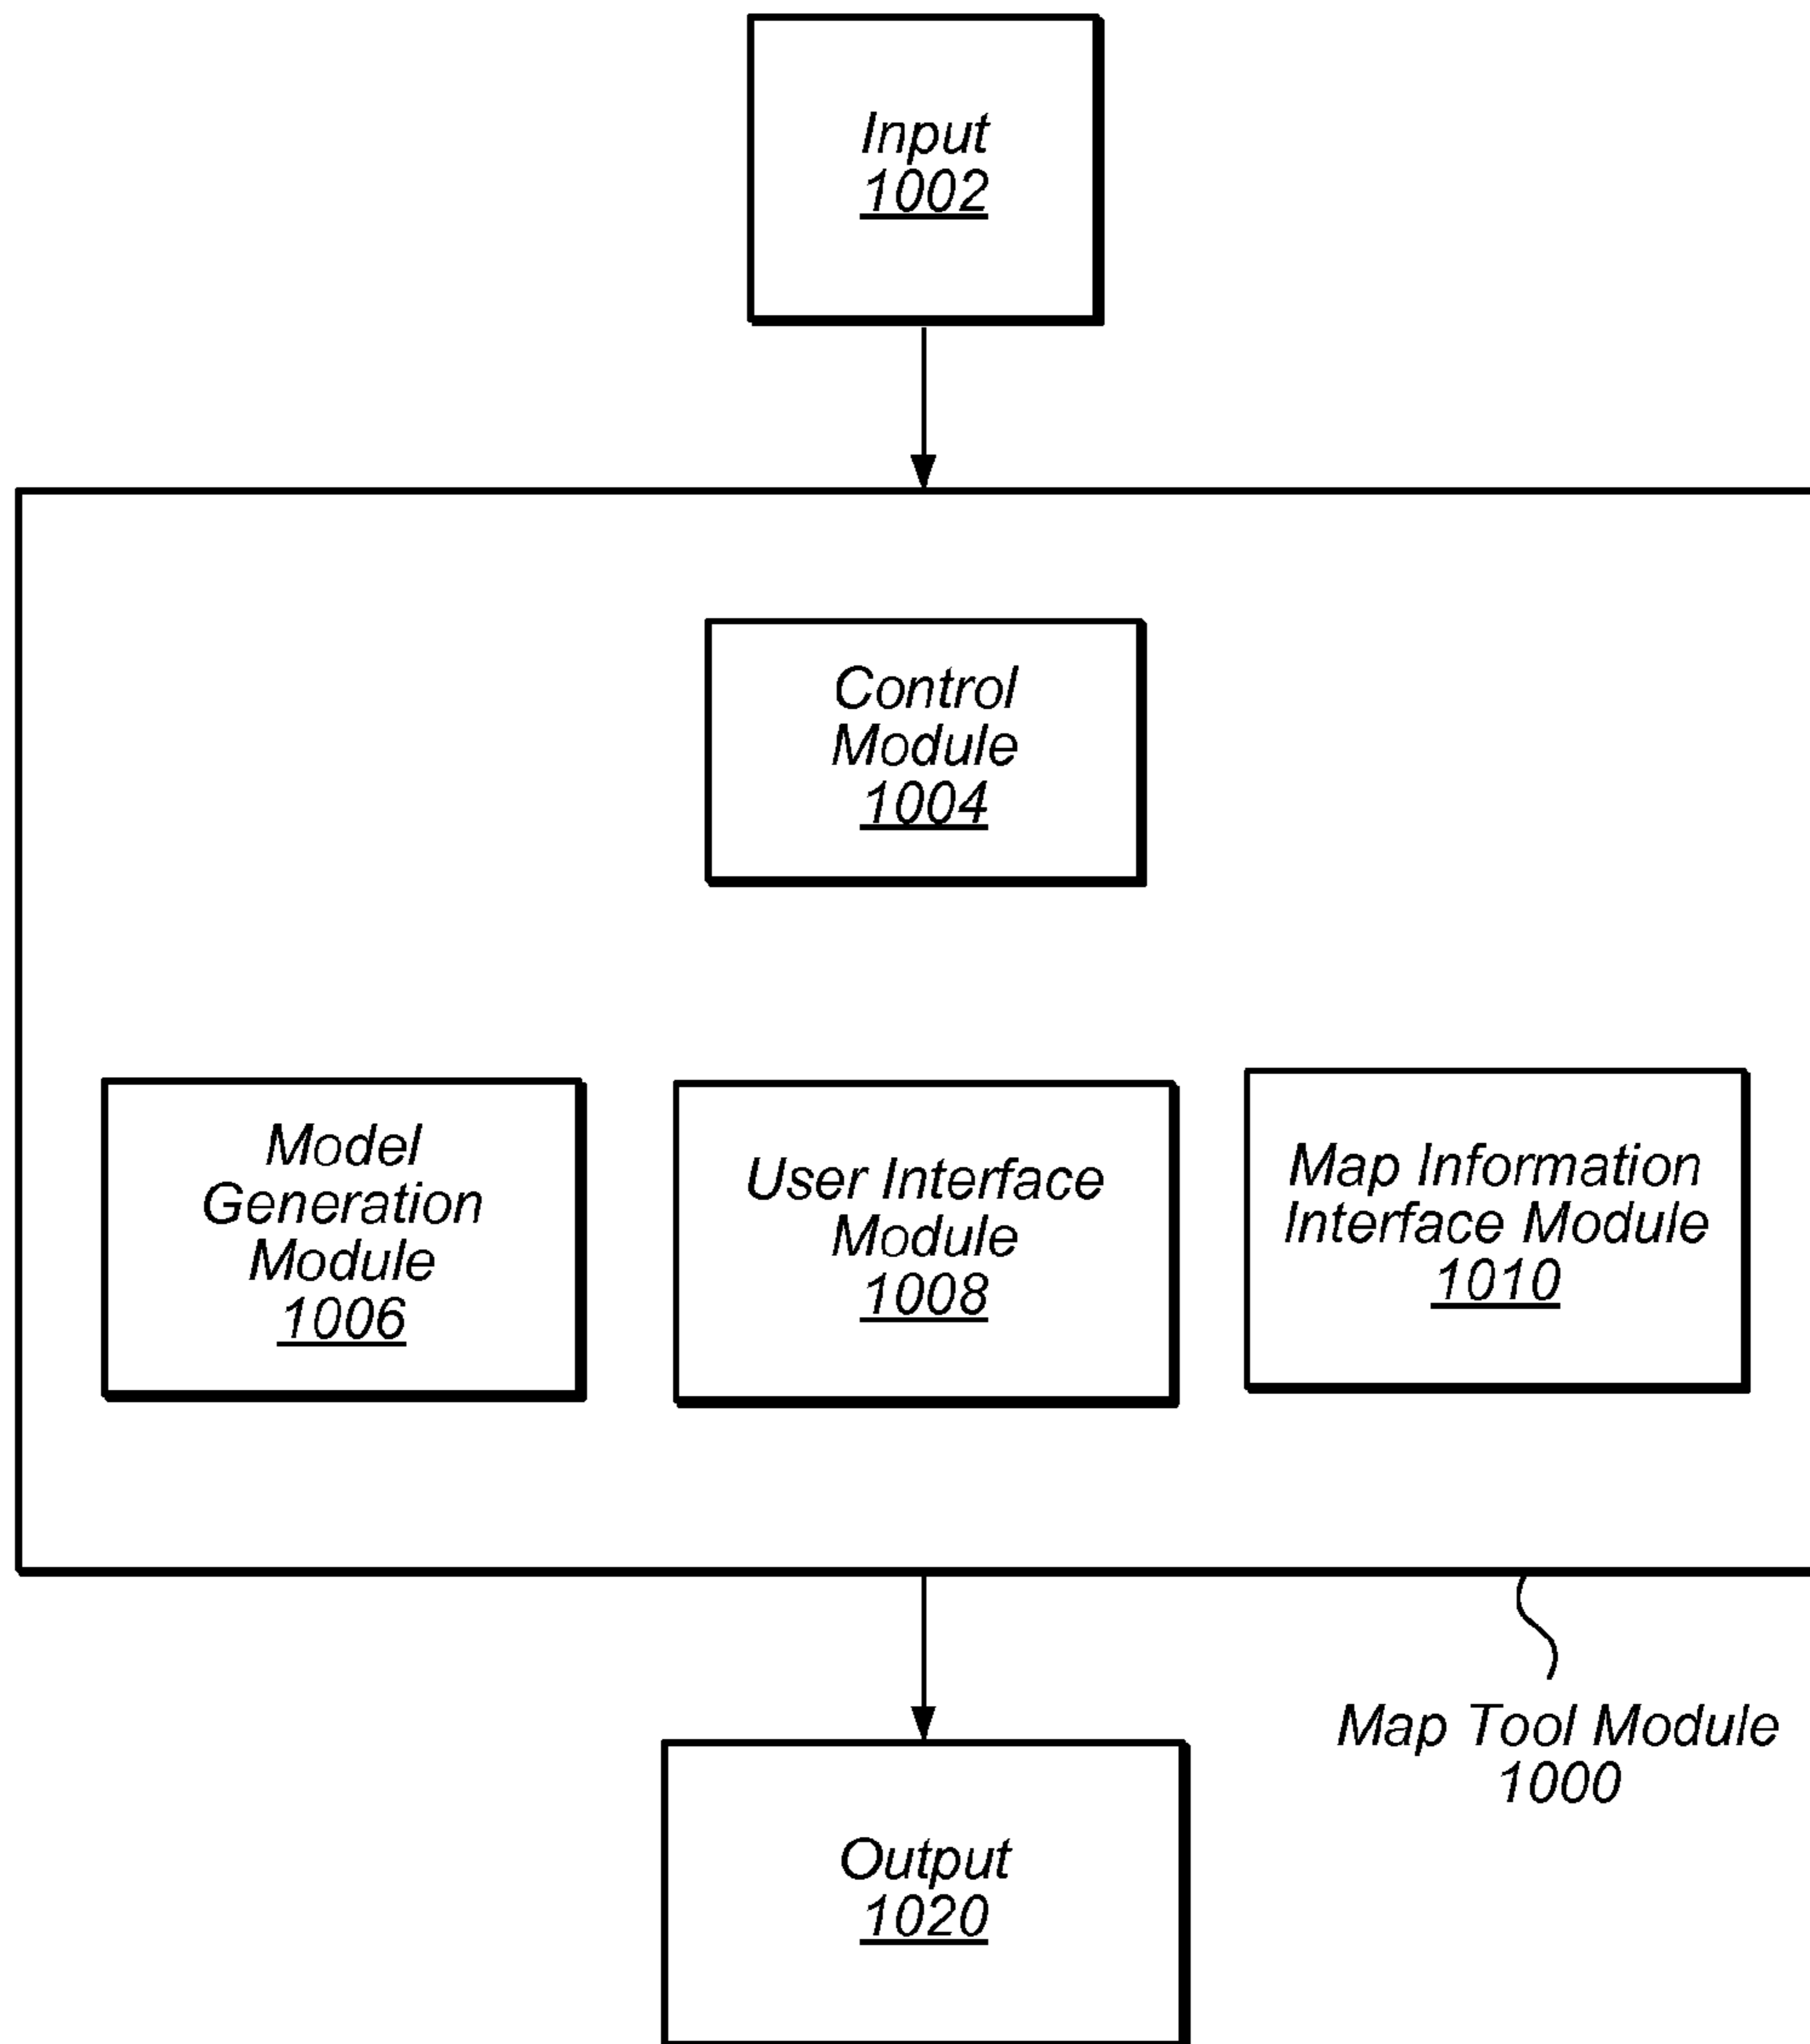 Input
1002
Control
Module
1004
Model
Generation
Module
1006
User Interface
Module
1008
Map Information
Interface Module
1010
Map Tool Module
1000
Output
1020